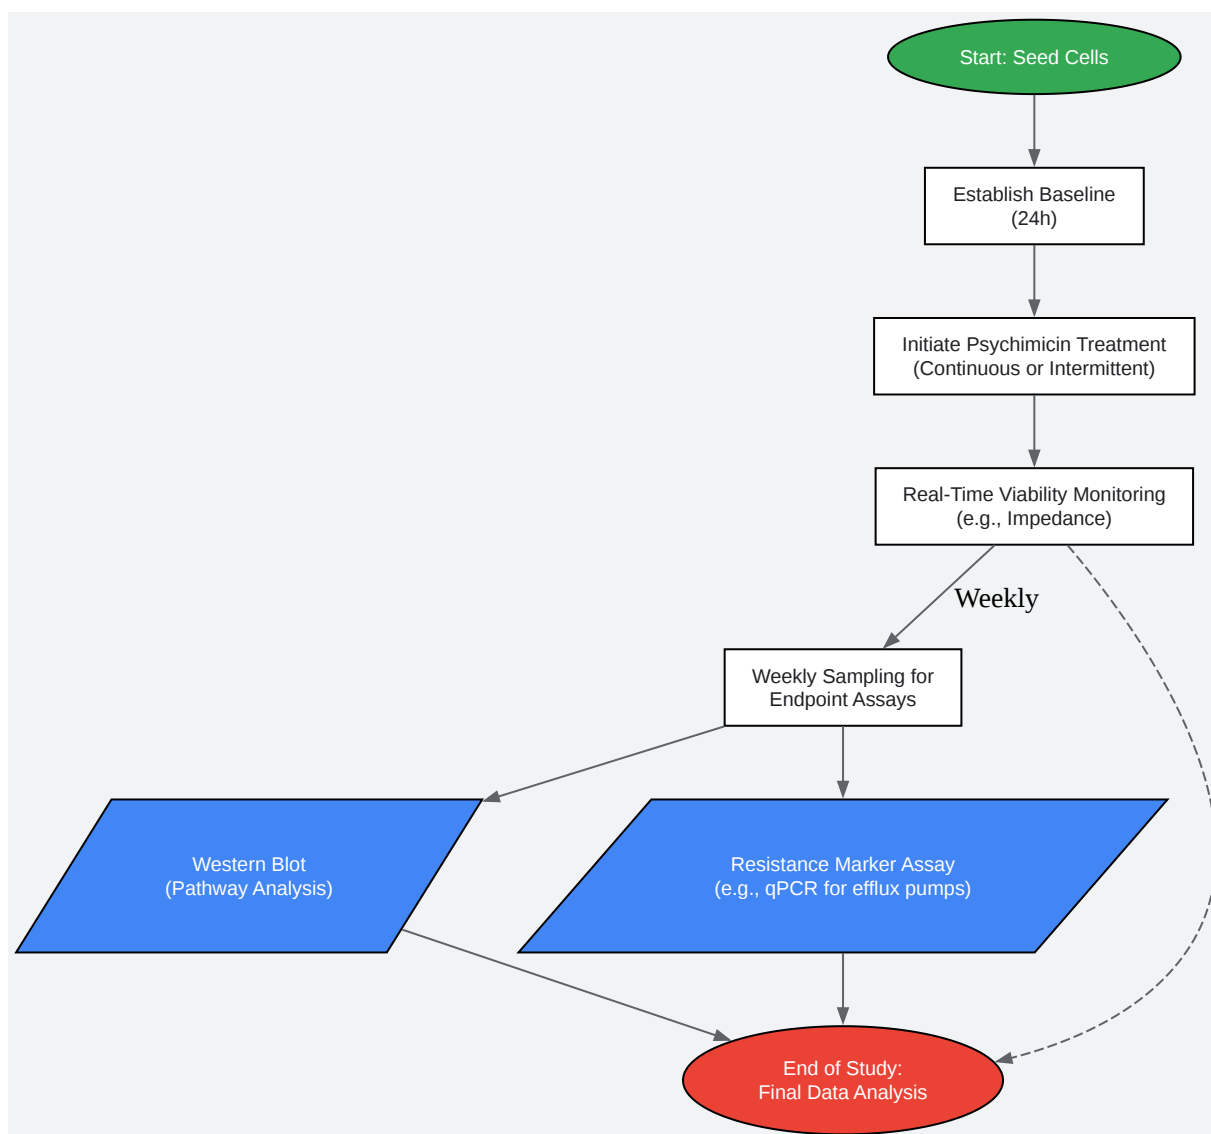 Start: Seed Cells
Establish Baseline
(24h)
Initiate Psychimicin Treatment
(Continuous or Intermittent)
Real-Time Viability Monitoring
(e.g., Impedance)
Weekly
Weekly Sampling for
Endpoint Assays
Western Blot
(Pathway Analysis)
Resistance Marker Assay
(e.g., qPCR for efflux pumps)
End of Study:
Final Data Analysis